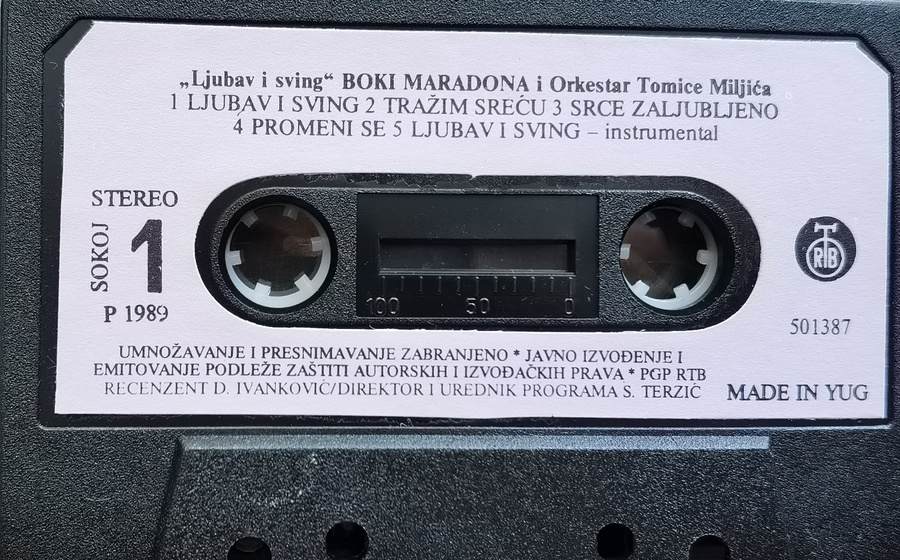 „Ljubav i sving“ BOKI MARADONA i Orkestar Tomice Miljića
1 LJUBAV I SVING 2 TRAŽIM SREĆU 3 SRCE ZALJUBLJENO
4 PROMENI SE 5 LJUBAV I SVING – instrumental
STEREO
SOKOJ
1
P 1989
100 50 0
RTB
501387
UMNOŽAVANJE I PRESNIMAVANJE ZABRANJENO * JAVNO IZVOĐENJE I
EMITOVANJE PODLEŽE ZAŠTITI AUTORSKIH I IZVOĐAČKIH PRAVA * PGP RTB
RECENZENT D. IVANKOVIĆ/DIREKTOR I UREDNIK PROGRAMA S. TERZIĆ
MADE IN YUG